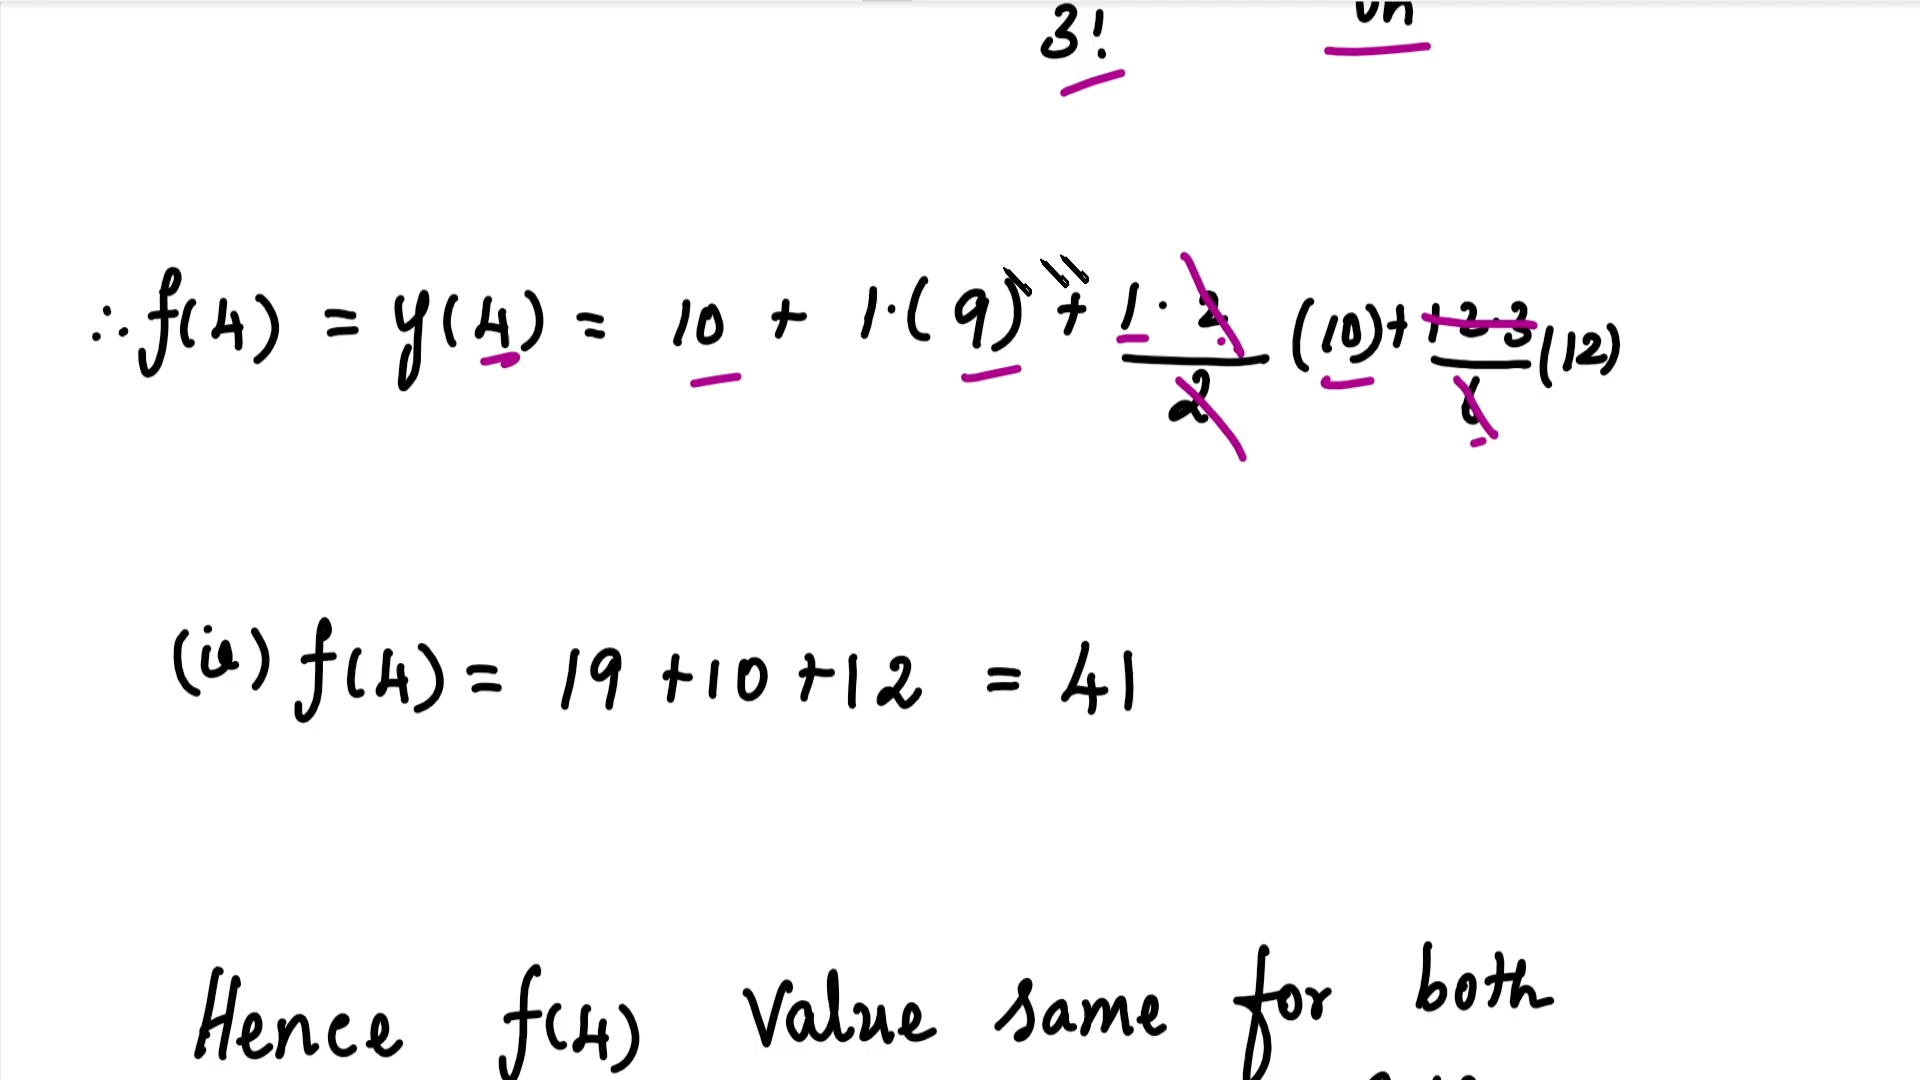 3!
∴ f(4) = y(4) = 10 + 1·(9) + 1·2/2 (10) + 1·2·3/6 (12)
(ie) f(4) = 19 + 10 + 12 = 41
Hence f(4) Value same for both